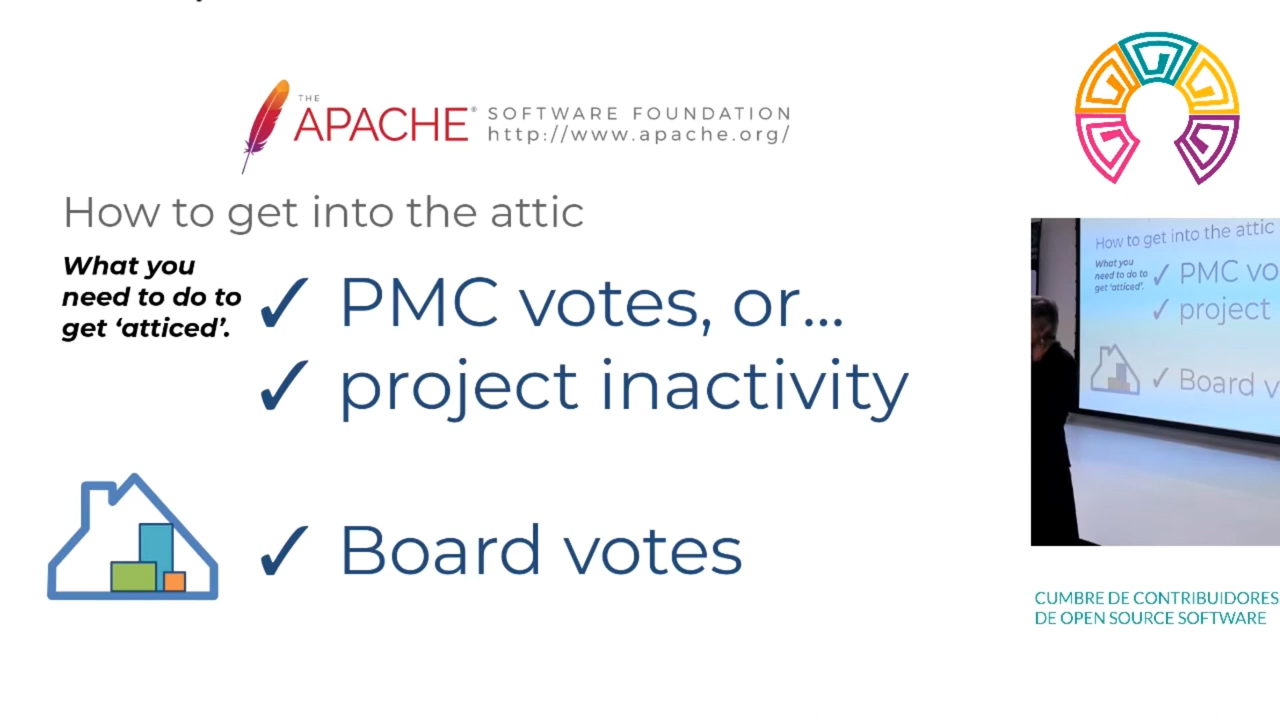 THE
APACHE® SOFTWARE FOUNDATION
http://www.apache.org/
How to get into the attic
What you
need to do to
get ‘atticed’.
✓ PMC votes, or...
✓ project inactivity
✓ Board votes
How to get into the attic
What you
need to do to
get ‘atticed’.
✓ PMC vo
✓ project
✓ Board v
CUMBRE DE CONTRIBUIDORES
DE OPEN SOURCE SOFTWARE